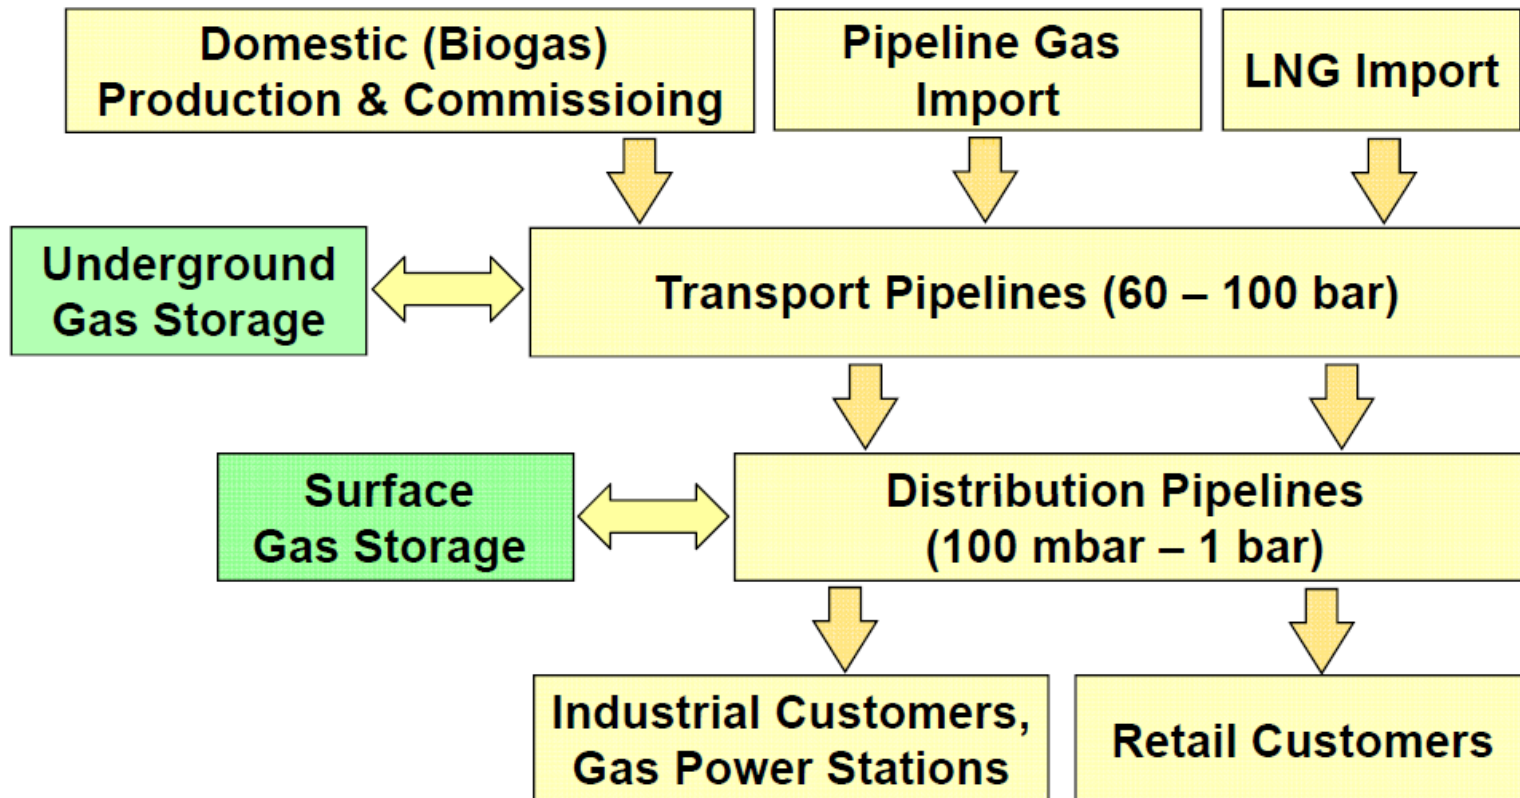 Domestic (Biogas)
Production & Commissioing
Pipeline Gas
Import
LNG Import
Underground
Gas Storage
Transport Pipelines (60 – 100 bar)
Surface
Gas Storage
Distribution Pipelines
(100 mbar – 1 bar)
Industrial Customers,
Gas Power Stations
Retail Customers